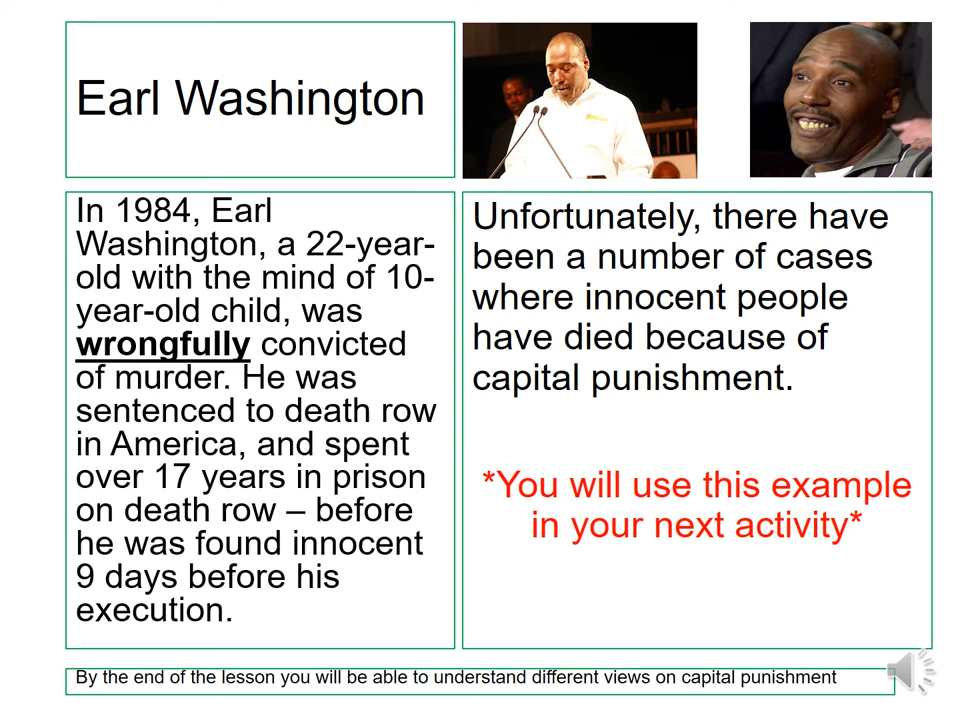 Earl Washington
In 1984, Earl
Washington, a 22-year-
old with the mind of 10-
year-old child, was
wrongfully convicted
of murder. He was
sentenced to death row
in America, and spent
over 17 years in prison
on death row – before
he was found innocent
9 days before his
execution.
Unfortunately, there have
been a number of cases
where innocent people
have died because of
capital punishment.
*You will use this example
in your next activity*
By the end of the lesson you will be able to understand different views on capital punishment